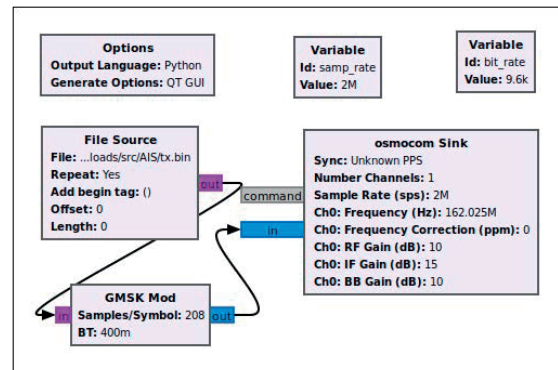 Options
Output Language: Python
Generate Options: QT GUI
Variable
Id: samp_rate
Value: 2M
Variable
Id: bit_rate
Value: 9.6k
File Source
File: ...loads/src/AIS/tx.bin
Repeat: Yes
Add begin tag: ()
Offset: 0
Length: 0
out
osmocom Sink
Sync: Unknown PPS
Number Channels: 1
Sample Rate (sps): 2M
Ch0: Frequency (Hz): 162.025M
Ch0: Frequency Correction (ppm): 0
Ch0: RF Gain (dB): 10
Ch0: IF Gain (dB): 15
Ch0: BB Gain (dB): 10
command
in
GMSK Mod
Samples/Symbol: 208
BT: 400m
in
out